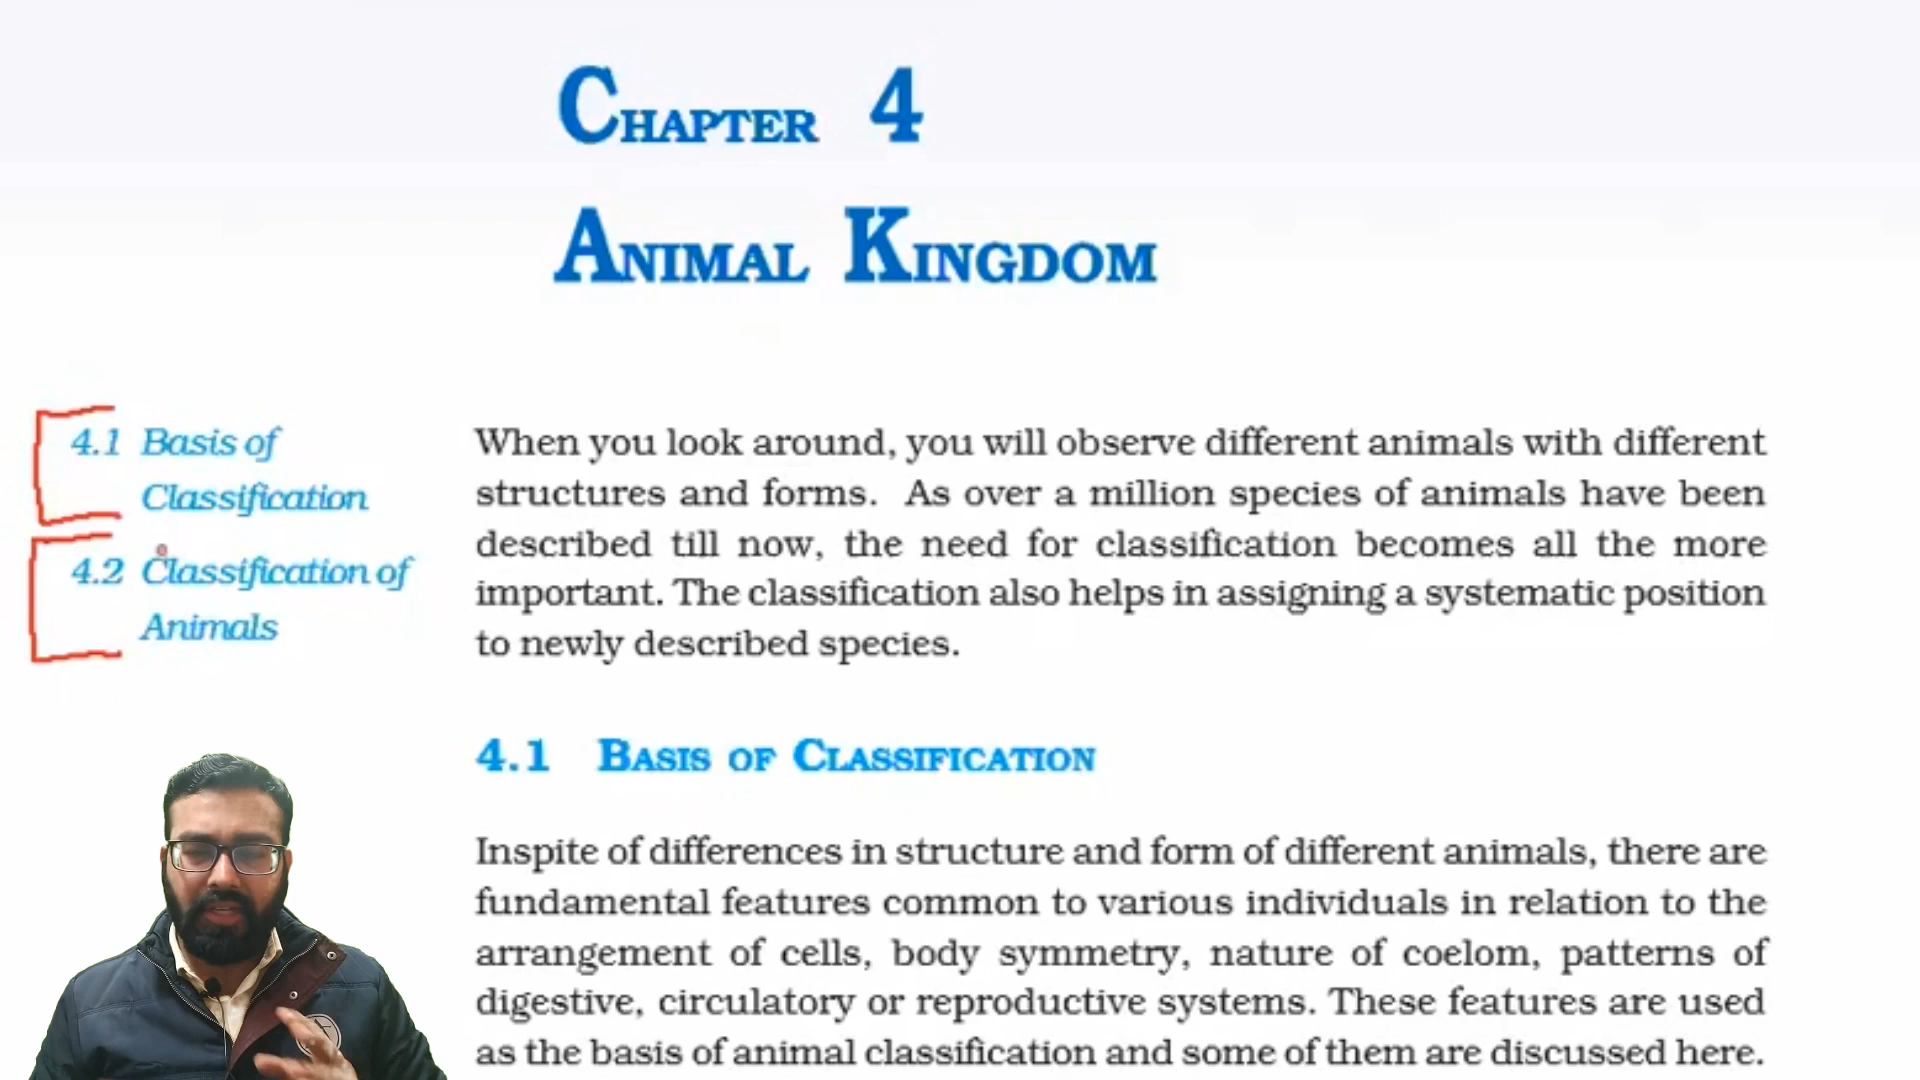 CHAPTER 4
ANIMAL KINGDOM
4.1 Basis of
Classification
4.2 Classification of
Animals
When you look around, you will observe different animals with different
structures and forms. As over a million species of animals have been
described till now, the need for classification becomes all the more
important. The classification also helps in assigning a systematic position
to newly described species.
4.1 BASIS OF CLASSIFICATION
Inspite of differences in structure and form of different animals, there are
fundamental features common to various individuals in relation to the
arrangement of cells, body symmetry, nature of coelom, patterns of
digestive, circulatory or reproductive systems. These features are used
as the basis of animal classification and some of them are discussed here.